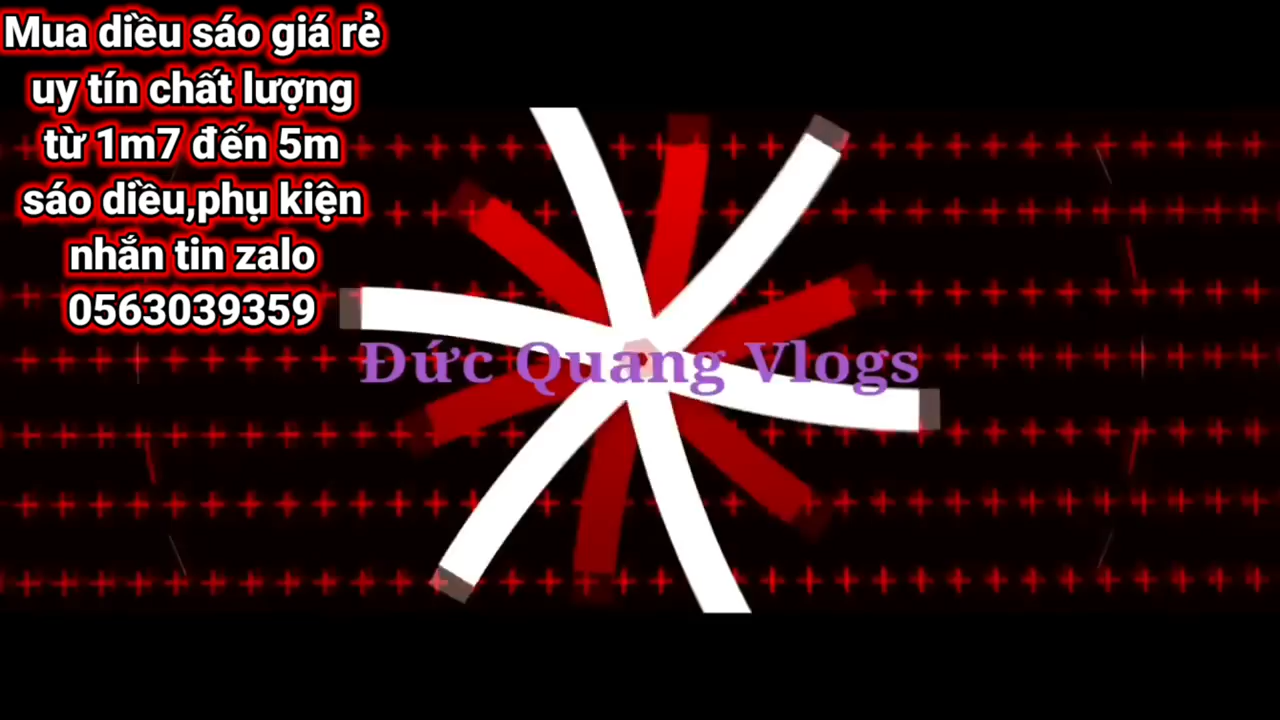 Mua diều sáo giá rẻ
uy tín chất lượng
từ 1m7 đến 5m
sáo diều,phụ kiện
nhắn tin zalo
0563039359
Đức Quang Vlogs